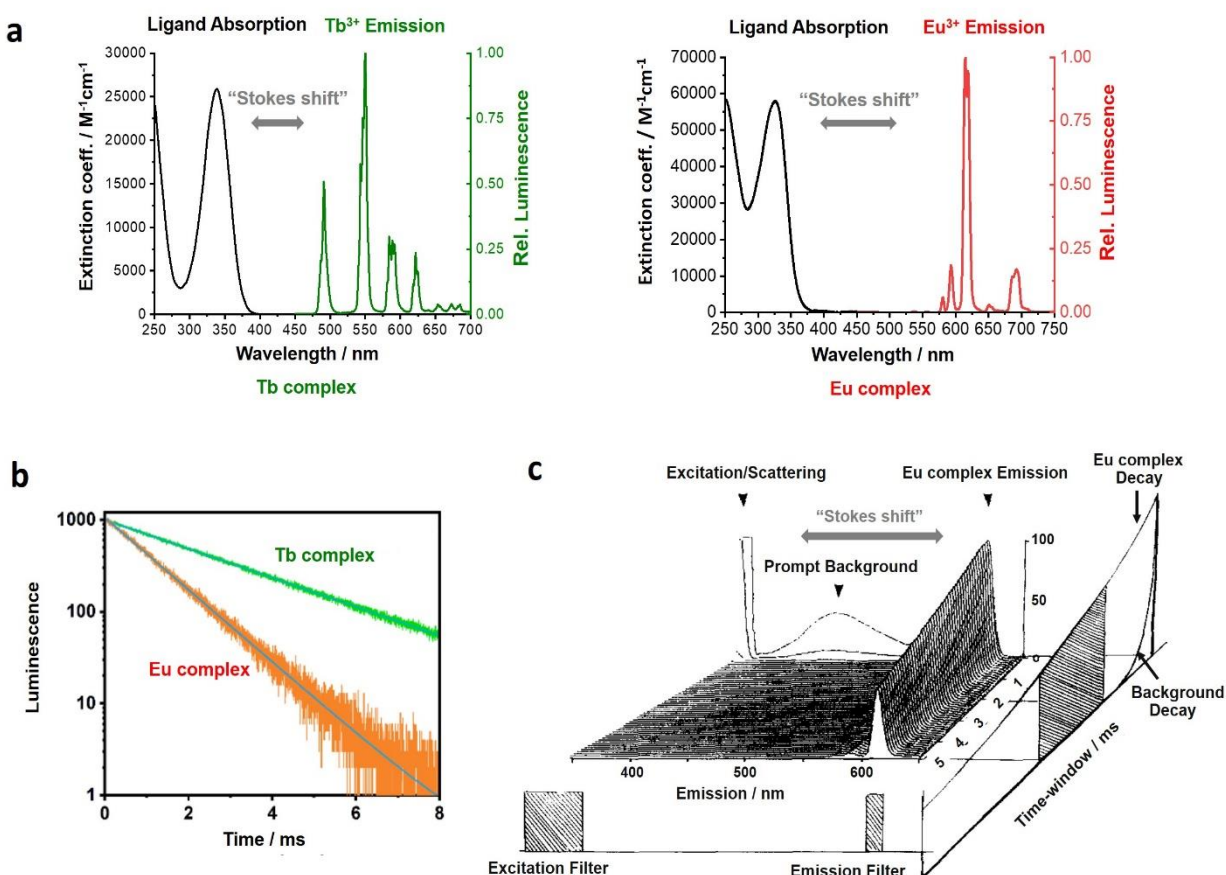 a
Ligand Absorption
Tb³⁺ Emission
30000
25000
20000
15000
10000
5000
0
Extinction coeff. / M⁻¹cm⁻¹
"Stokes shift"
1.00
0.75
0.50
0.25
0.00
Rel. Luminescence
250 300 350 400 450 500 550 600 650 700
Wavelength / nm
Tb complex
Ligand Absorption
Eu³⁺ Emission
70000
60000
50000
40000
30000
20000
10000
0
Extinction coeff. / M⁻¹cm⁻¹
"Stokes shift"
1.00
0.75
0.50
0.25
0.00
Rel. Luminescence
250 300 350 400 450 500 550 600 650 700 750
Wavelength / nm
Eu complex
b
1000
100
10
1
Luminescence
Tb complex
Eu complex
0 2 4 6 8
Time / ms
c
Excitation/Scattering
Eu complex Emission
Eu complex
Decay
"Stokes shift"
Prompt Background
100
50
0
1
2
3
4
5
Background
Decay
Time-window / ms
400 500 600
Emission / nm
Excitation Filter
Emission Filter